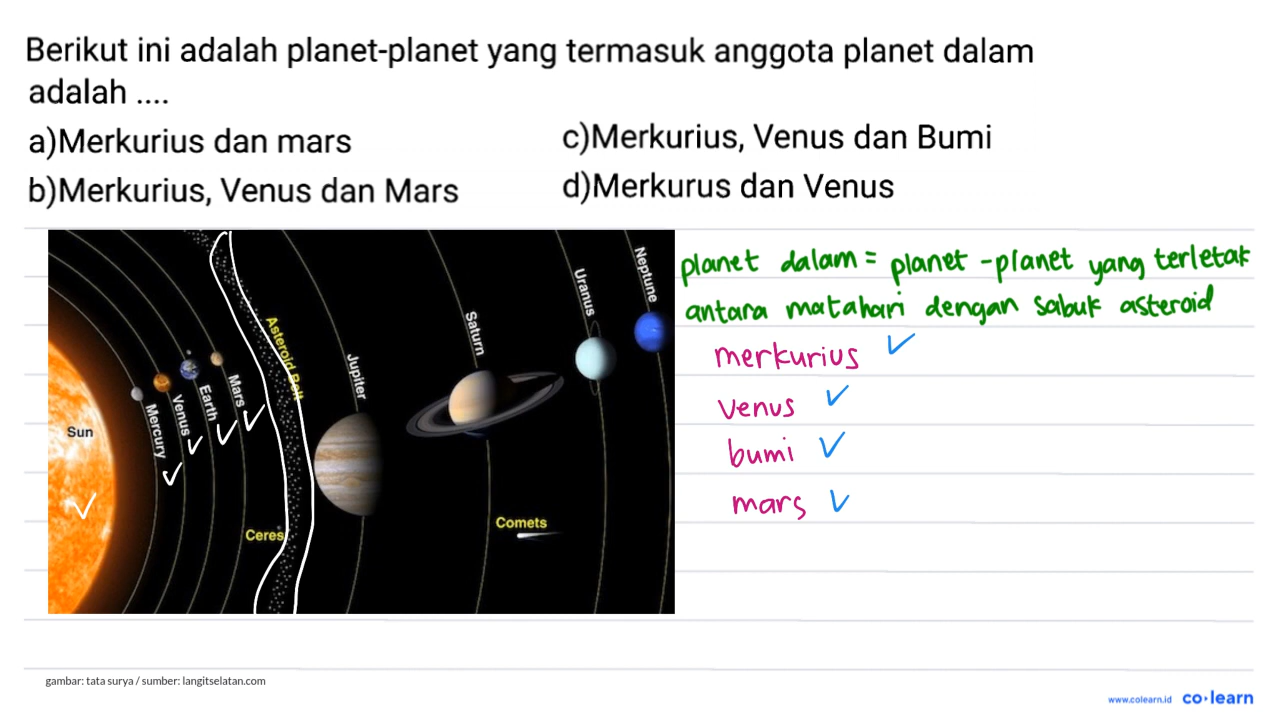 Berikut ini adalah planet-planet yang termasuk anggota planet dalam
adalah ....
a)Merkurius dan mars
b)Merkurius, Venus dan Mars
c)Merkurius, Venus dan Bumi
d)Merkurus dan Venus
Sun
Mercury
Venus
Earth
Mars
Asteroid Belt
Ceres
Jupiter
Saturn
Comets
Uranus
Neptune
planet dalam = planet-planet yang terletak
antara matahari dengan sabuk asteroid
merkurius
Venus
bumi
mars
gambar: tata surya / sumber: langitselatan.com
www.colearn.id co·learn